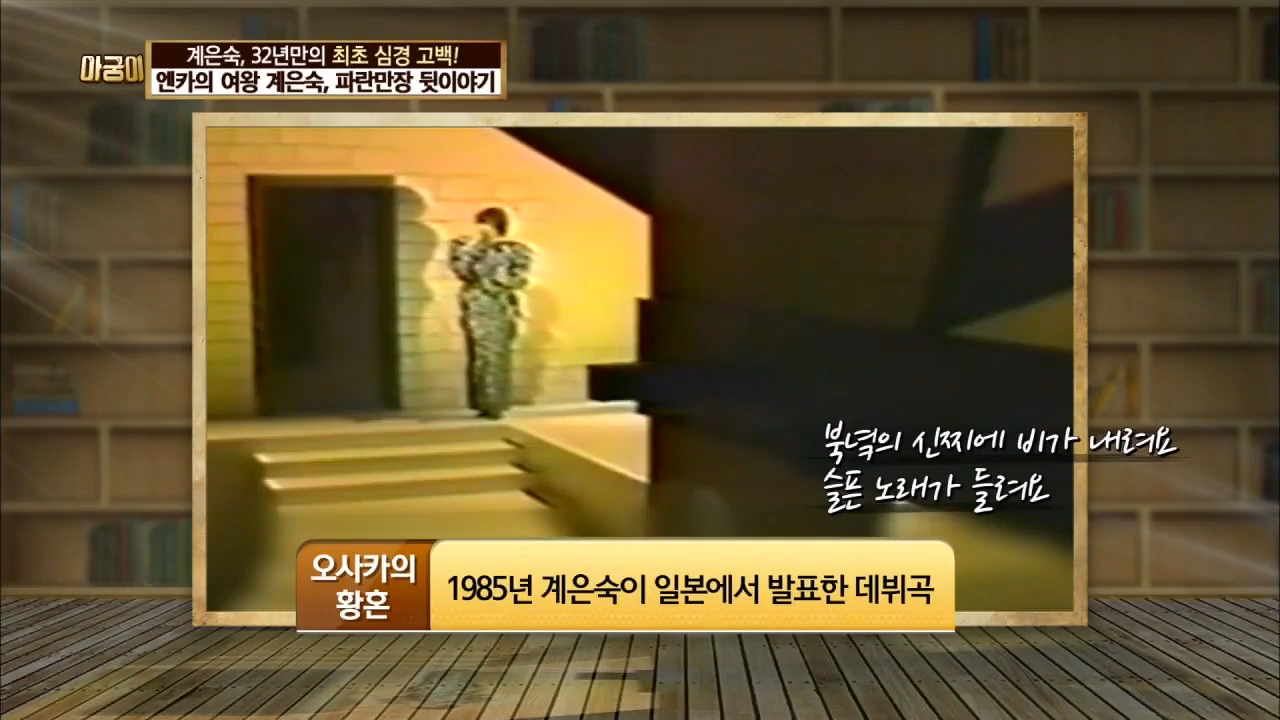 아궁이
계은숙, 32년만의 최초 심경 고백!
엔카의 여왕 계은숙, 파란만장 뒷이야기
북녘의 신찌에 비가 내려요
슬픈 노래가 들려요
오사카의
황혼
1985년 계은숙이 일본에서 발표한 데뷔곡